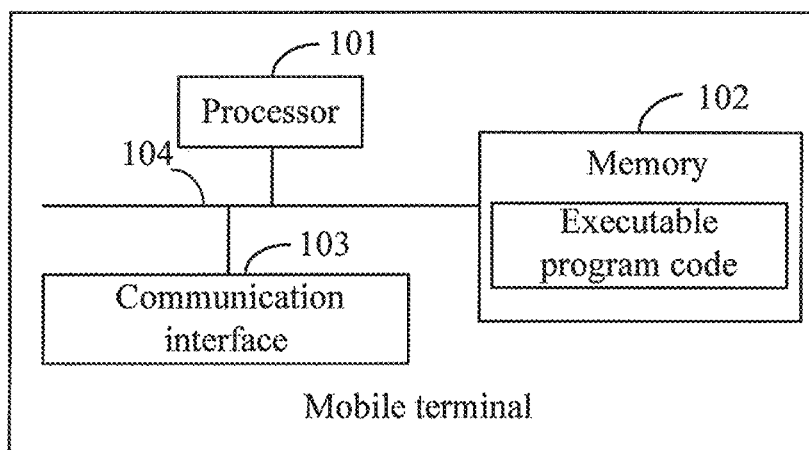 101
Processor
102
104
Memory
Executable
program code
103
Communication
interface
Mobile terminal